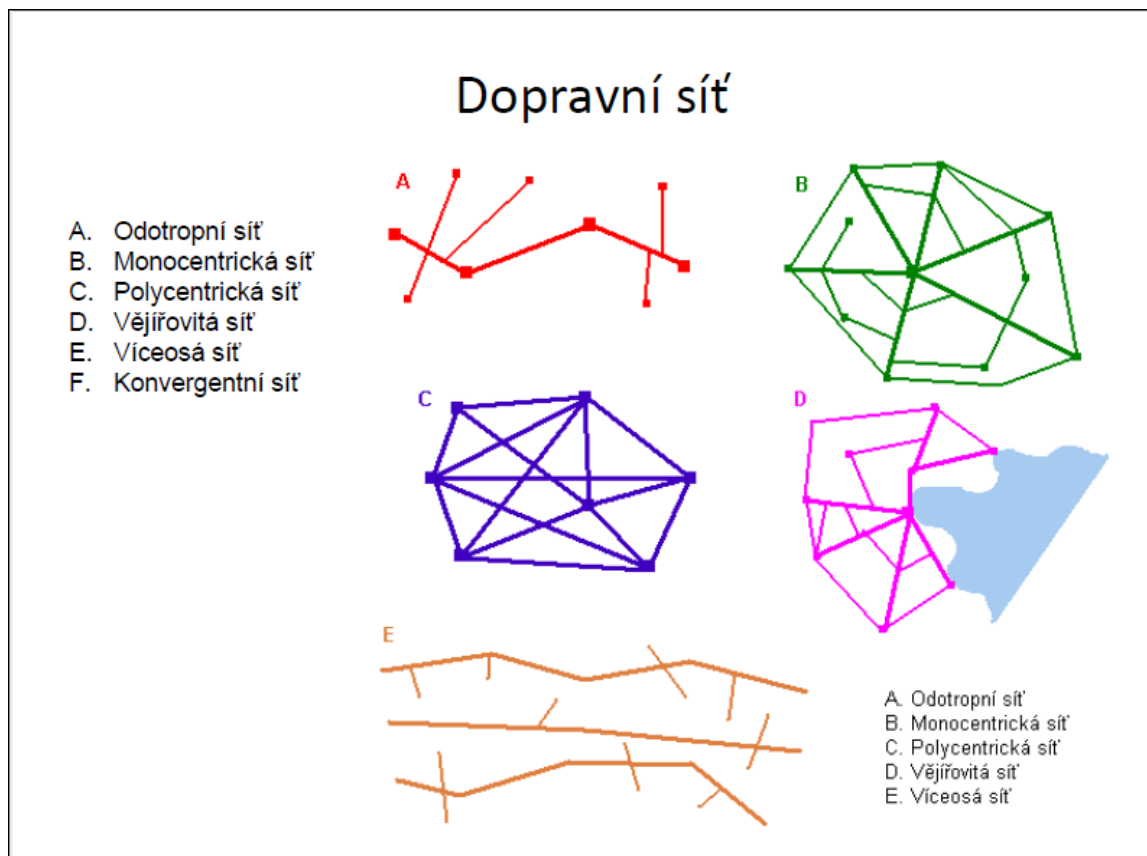 Dopravní síť
A. Odotropní síť
B. Monocentrická síť
C. Polycentrická síť
D. Vějířovitá síť
E. Víceosá síť
F. Konvergentní síť
A
B
C
D
E
A. Odotropní síť
B. Monocentrická síť
C. Polycentrická síť
D. Vějířovitá síť
E. Víceosá síť